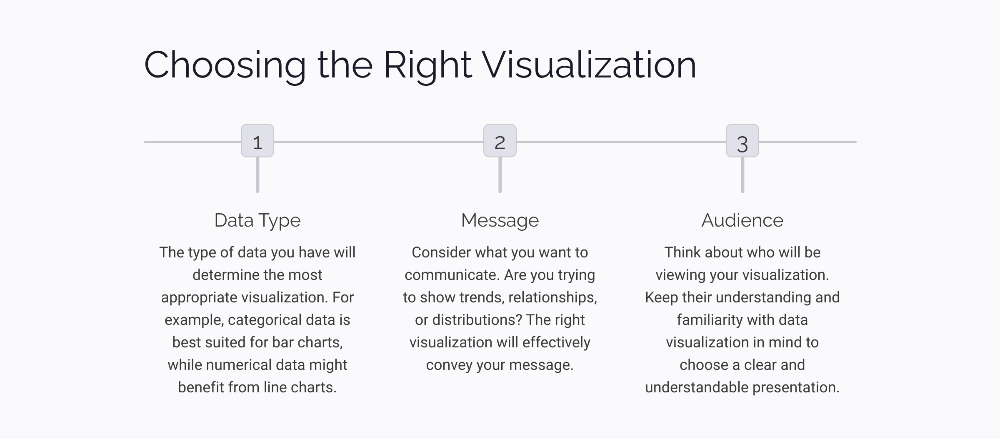 Choosing the Right Visualization
1
2
3
Data Type
The type of data you have will
determine the most
appropriate visualization. For
example, categorical data is
best suited for bar charts,
while numerical data might
benefit from line charts.
Message
Consider what you want to
communicate. Are you trying
to show trends, relationships,
or distributions? The right
visualization will effectively
convey your message.
Audience
Think about who will be
viewing your visualization.
Keep their understanding and
familiarity with data
visualization in mind to
choose a clear and
understandable presentation.